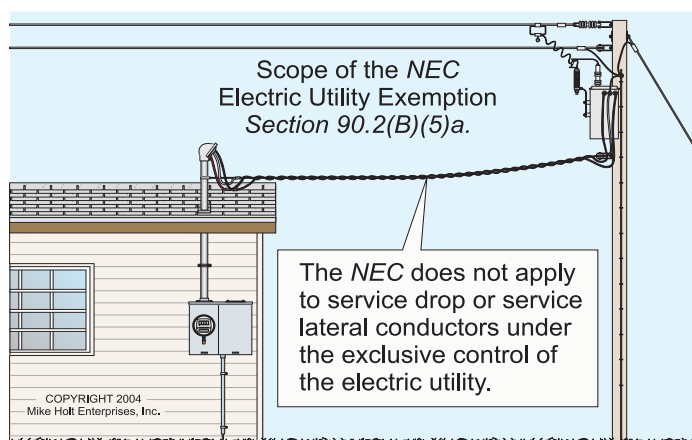 Scope of the NEC
Electric Utility Exemption
Section 90.2(B)(5)a.
The NEC does not apply
to service drop or service
lateral conductors under
the exclusive control of
the electric utility.
COPYRIGHT 2004
Mike Holt Enterprises, Inc.